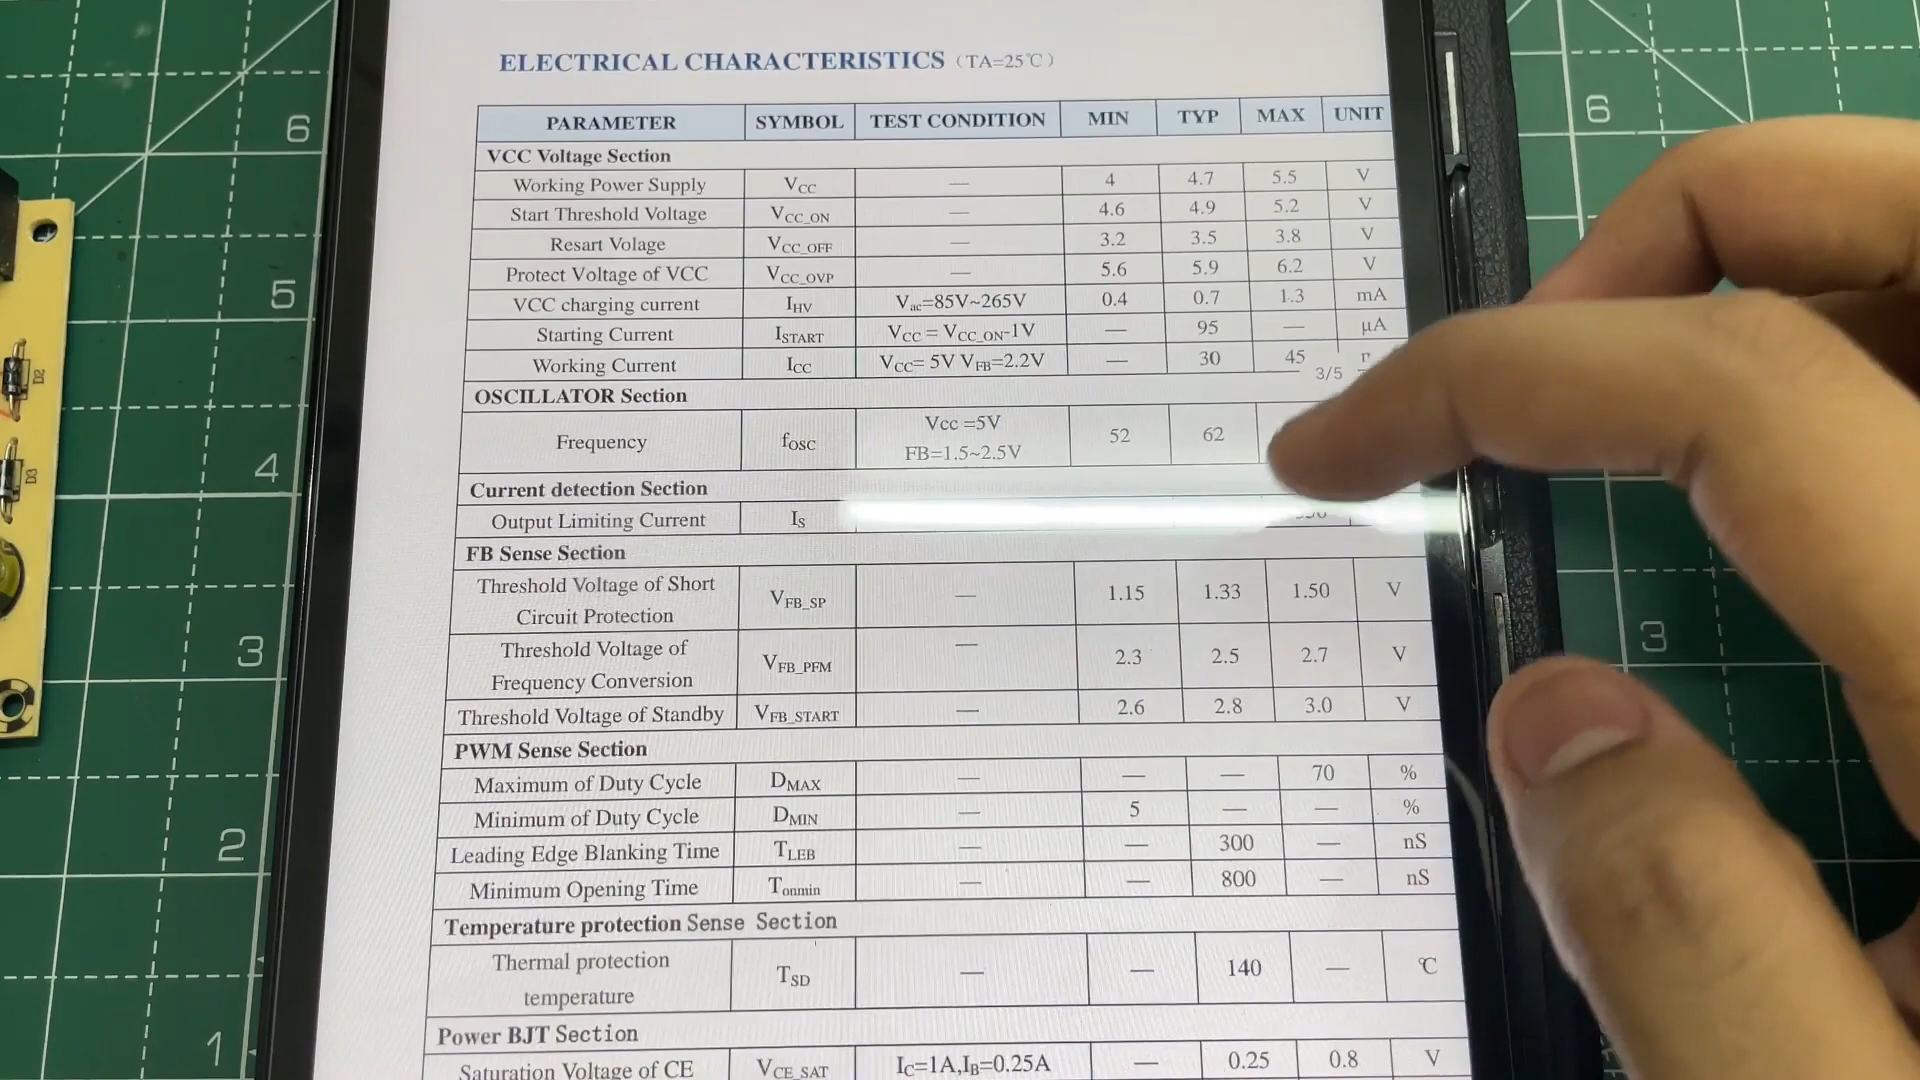 ELECTRICAL CHARACTERISTICS (TA=25℃)
PARAMETER SYMBOL TEST CONDITION MIN TYP MAX UNIT
VCC Voltage Section
Working Power Supply VCC — 4 4.7 5.5 V
Start Threshold Voltage VCC_ON — 4.6 4.9 5.2 V
Resart Volage VCC_OFF — 3.2 3.5 3.8 V
Protect Voltage of VCC VCC_OVP — 5.6 5.9 6.2 V
VCC charging current IHV Vac=85V~265V 0.4 0.7 1.3 mA
Starting Current ISTART VCC = VCC_ON-1V — 95 — μA
Working Current ICC VCC= 5V VFB=2.2V — 30 45
3/5
OSCILLATOR Section
Frequency fOSC Vcc =5V
FB=1.5~2.5V 52 62
Current detection Section
Output Limiting Current IS
FB Sense Section
Threshold Voltage of Short
Circuit Protection VFB_SP — 1.15 1.33 1.50 V
Threshold Voltage of
Frequency Conversion VFB_PFM — 2.3 2.5 2.7 V
Threshold Voltage of Standby VFB_START — 2.6 2.8 3.0 V
PWM Sense Section
Maximum of Duty Cycle DMAX — — — 70 %
Minimum of Duty Cycle DMIN — 5 — — %
Leading Edge Blanking Time TLEB — — 300 — nS
Minimum Opening Time Tonmin — — 800 — nS
Temperature protection Sense Section
Thermal protection
temperature TSD — — 140 — ℃
Power BJT Section
Saturation Voltage of CE VCE_SAT IC=1A,IB=0.25A — 0.25 0.8 V
6
5
4
3
2
1
6
3
D2
D3